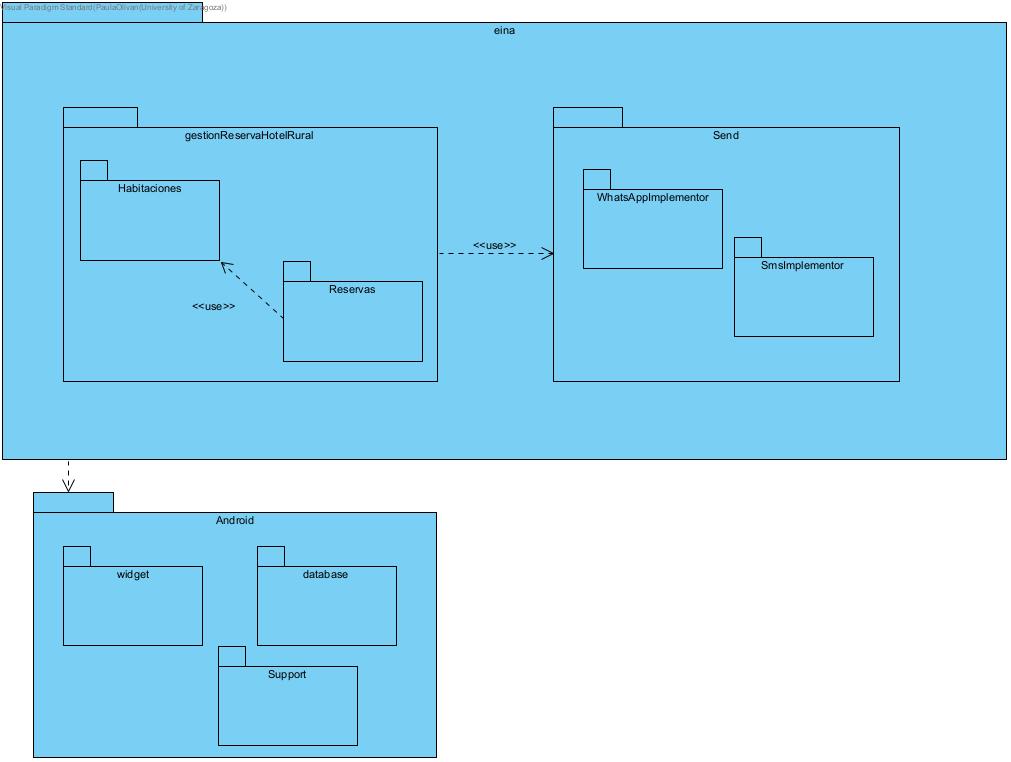 Visual Paradigm Standard(PaulaOlivan(University of Zaragoza))
eina
gestionReservaHotelRural
Send
Habitaciones
WhatsAppImplementor
<<use>>
SmsImplementor
Reservas
<<use>>
Android
widget
database
Support